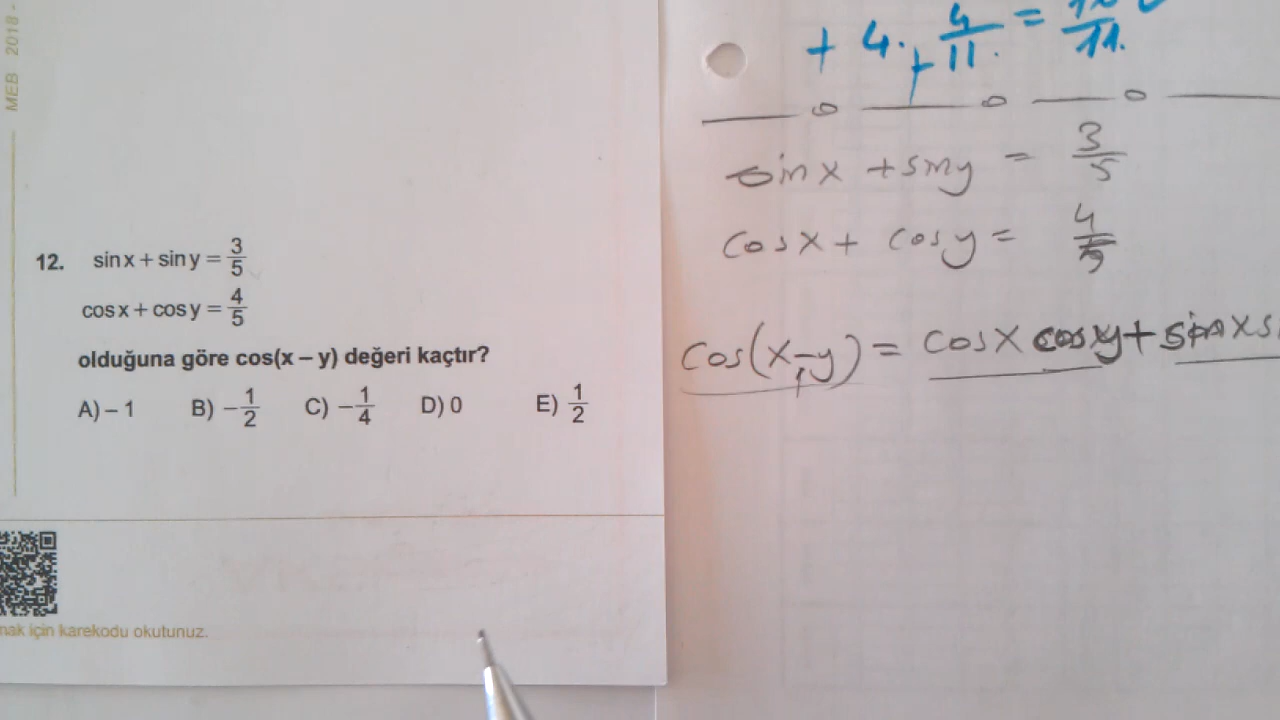 MEB 2018 -
12. sin x + sin y = 3/5
cos x + cos y = 4/5
olduğuna göre cos(x – y) değeri kaçtır?
A) – 1 B) – 1/2 C) – 1/4 D) 0 E) 1/2
için karekodu okutunuz.
+ 4. 4/11. =
sinx + siny = 3/5
cosx + cosy = 4/5
cos(x-y) = cosx cosy + sinx